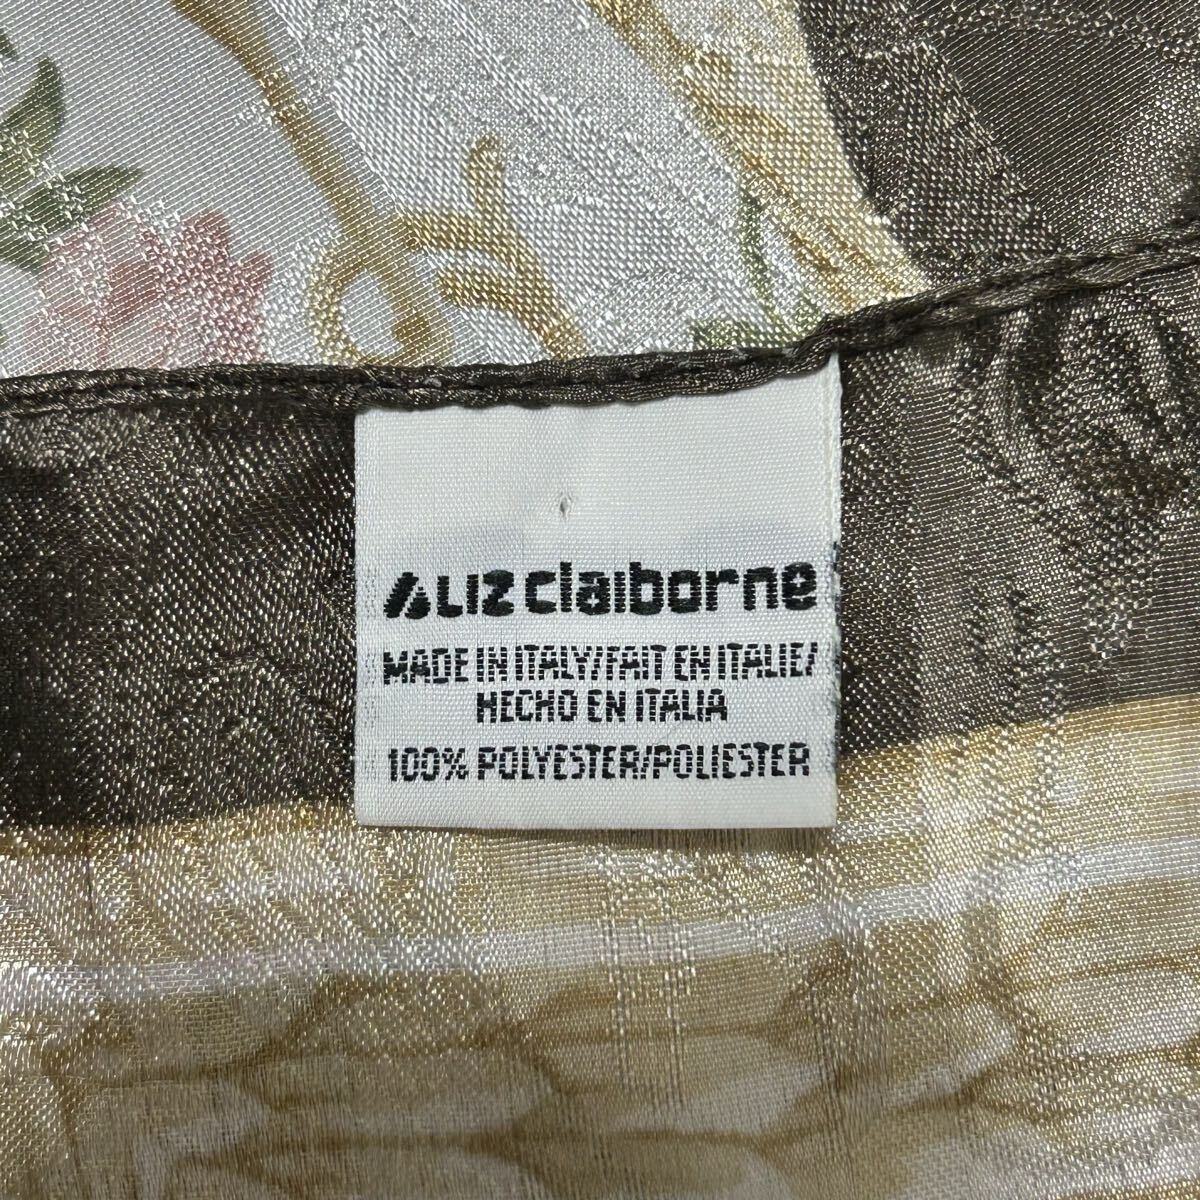 LIZ claiborne
MADE IN ITALY/FAIT EN ITALIE/
HECHO EN ITALIA
100% POLYESTER/POLIESTER